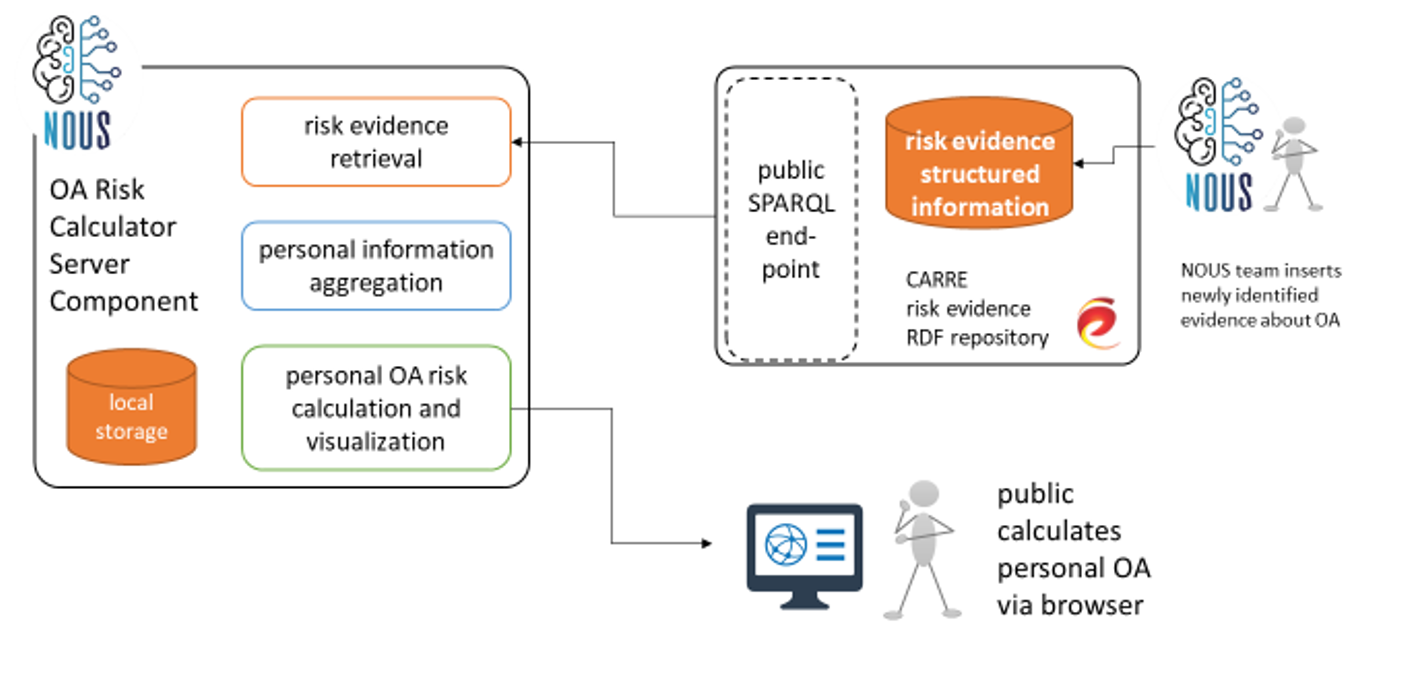 NOUS
OA Risk
Calculator
Server
Component
local
storage
risk evidence
retrieval
personal information
aggregation
personal OA risk
calculation and
visualization
public
SPARQL
end-
point
risk evidence
structured
information
CARRE
risk evidence
RDF repository
NOUS
NOUS team inserts
newly identified
evidence about OA
public
calculates
personal OA
via browser